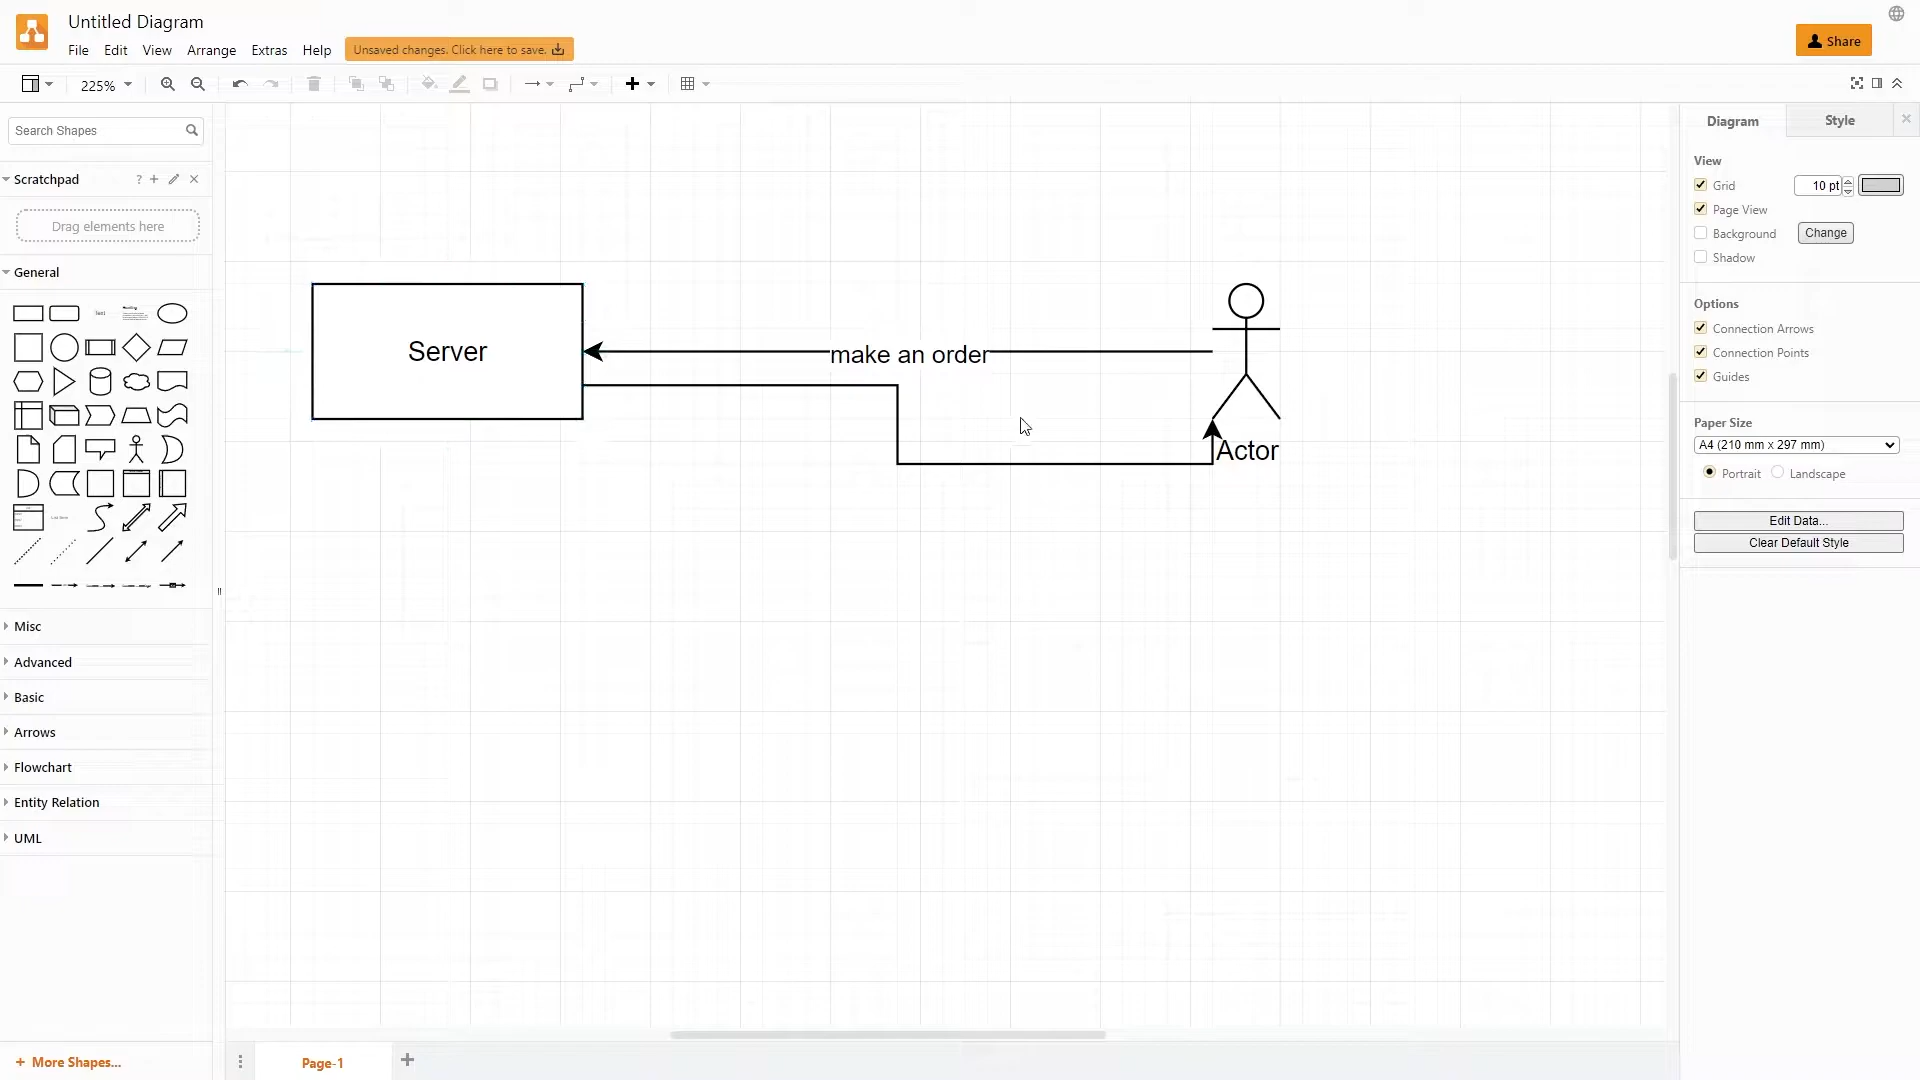 Untitled Diagram
File Edit View Arrange Extras Help
Unsaved changes. Click here to save.
Share
225%
Search Shapes
Scratchpad
?
Drag elements here
General
Misc
Advanced
Basic
Arrows
Flowchart
Entity Relation
UML
+ More Shapes...
Server
make an order
Actor
Page-1
Diagram Style
View
Grid 10 pt
Page View
Background Change
Shadow
Options
Connection Arrows
Connection Points
Guides
Paper Size
A4 (210 mm x 297 mm)
Portrait Landscape
Edit Data...
Clear Default Style